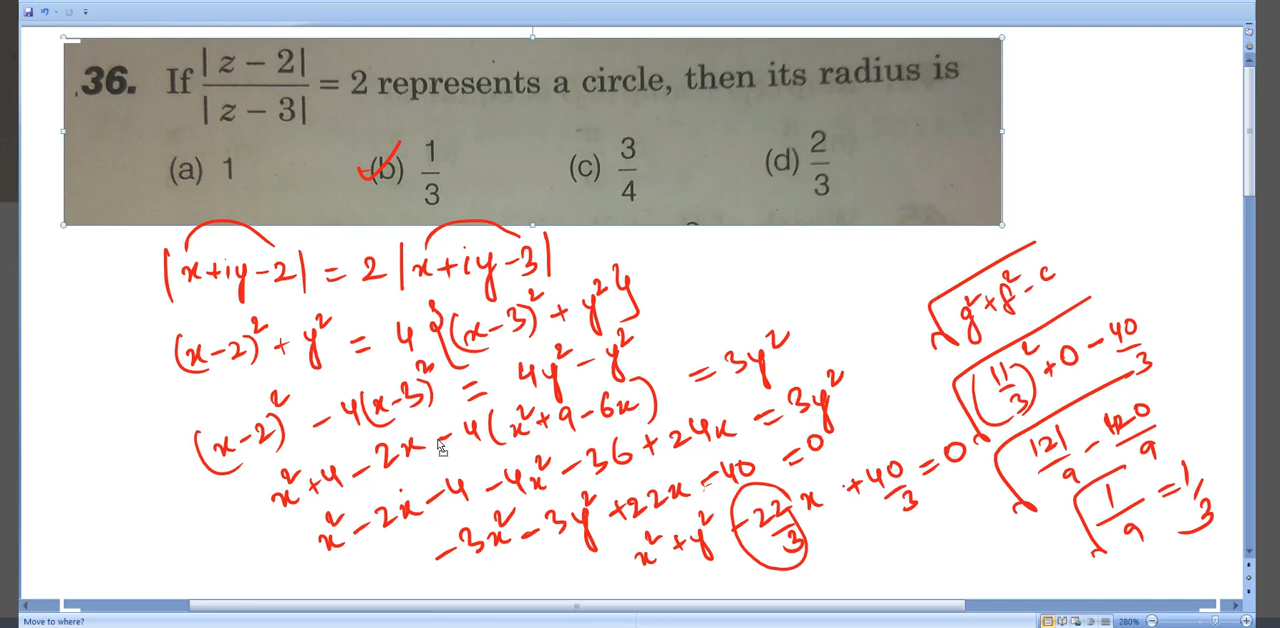 36. If |z − 2| / |z − 3| = 2 represents a circle, then its radius is
(a) 1 (b) 1/3 (c) 3/4 (d) 2/3
|x+iy−2| = 2|x+iy−3|
(x−2)² + y² = 4{(x−3)² + y²}
(x−2)² − 4(x−3)² = 4y² − y² = 3y²
x²+4−2x−4(x²+9−6x) = 3y²
x²−2x−4−4x²−36+24x = 3y²
−3x²−3y²+22x−40 = 0
x²+y²−22/3x+40/3 = 0
√g²+f²−c
√(11/3)²+0−40/3
√121/9−120/9
√1/9 = 1/3
Move to where?
280%